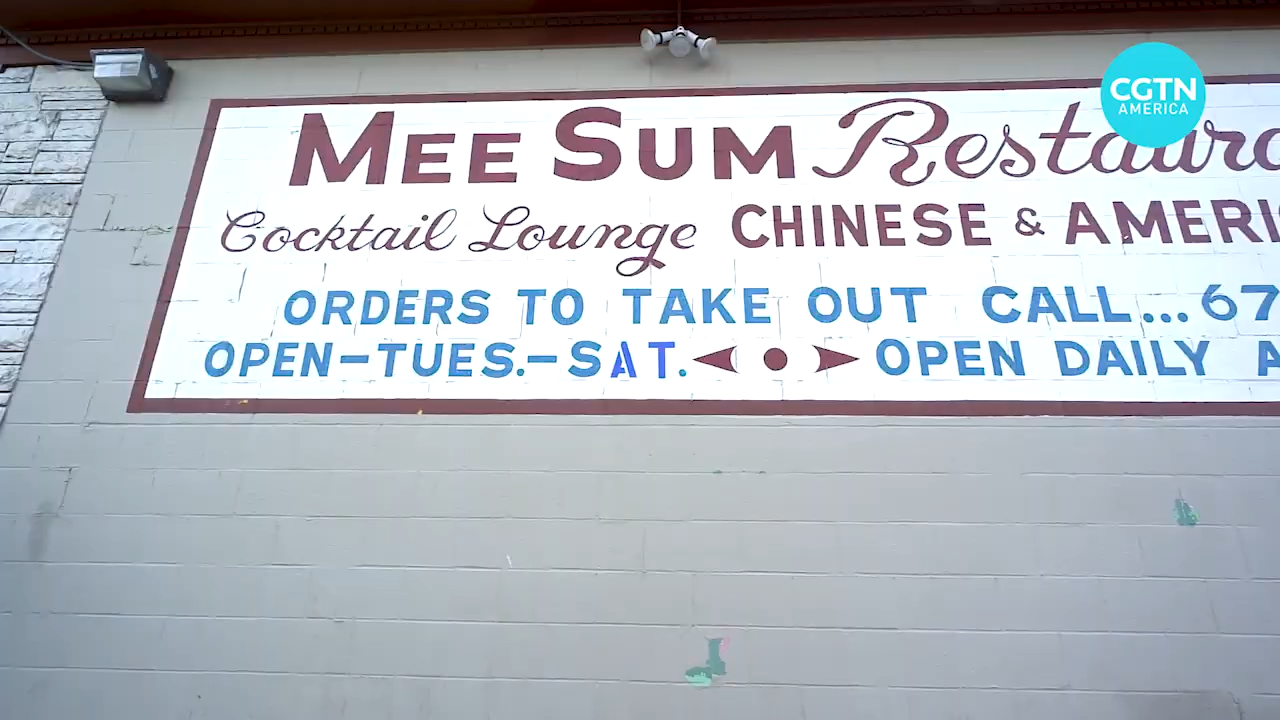 CGTN
AMERICA
MEE SUM Restaura
Cocktail Lounge CHINESE & AMERI
ORDERS TO TAKE OUT CALL...67
OPEN-TUES.-SAT. OPEN DAILY A